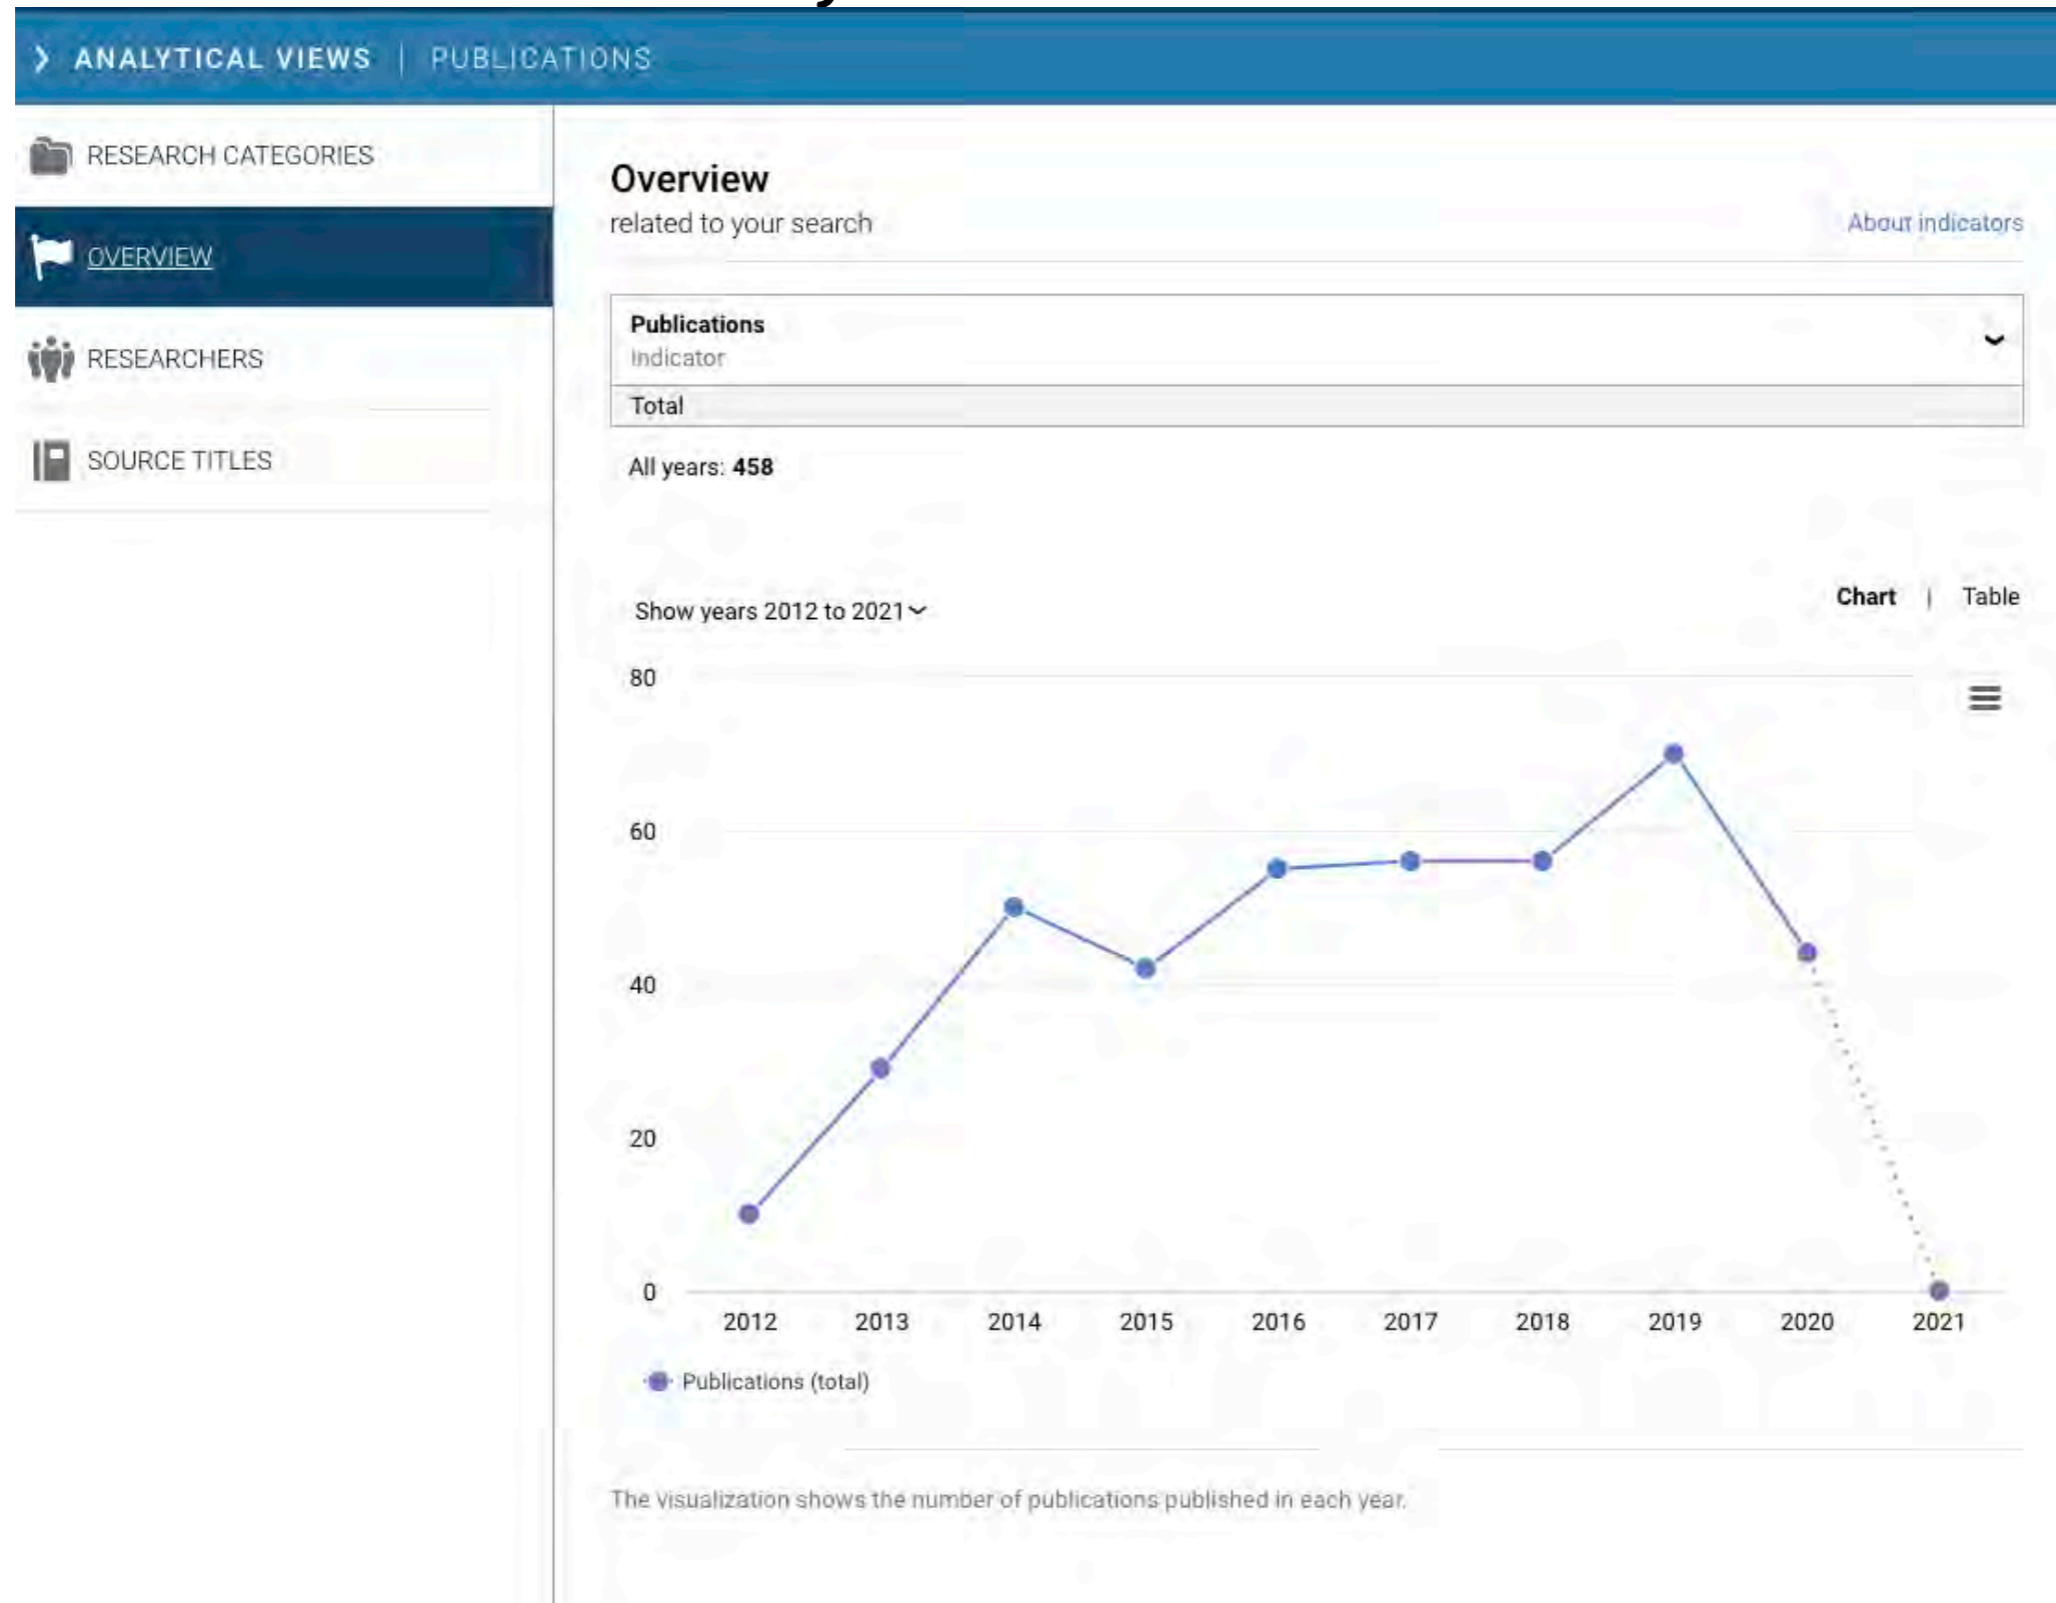 ANALYTICAL VIEWS | PUBLICATIONS
RESEARCH CATEGORIES
OVERVIEW
RESEARCHERS
SOURCE TITLES
Overview
related to your search
About indicators
Publications
Indicator
Total
All years: 458
Show years 2012 to 2021
Chart | Table
80
60
40
20
0
2012 2013 2014 2015 2016 2017 2018 2019 2020 2021
Publications (total)
The visualization shows the number of publications published in each year.